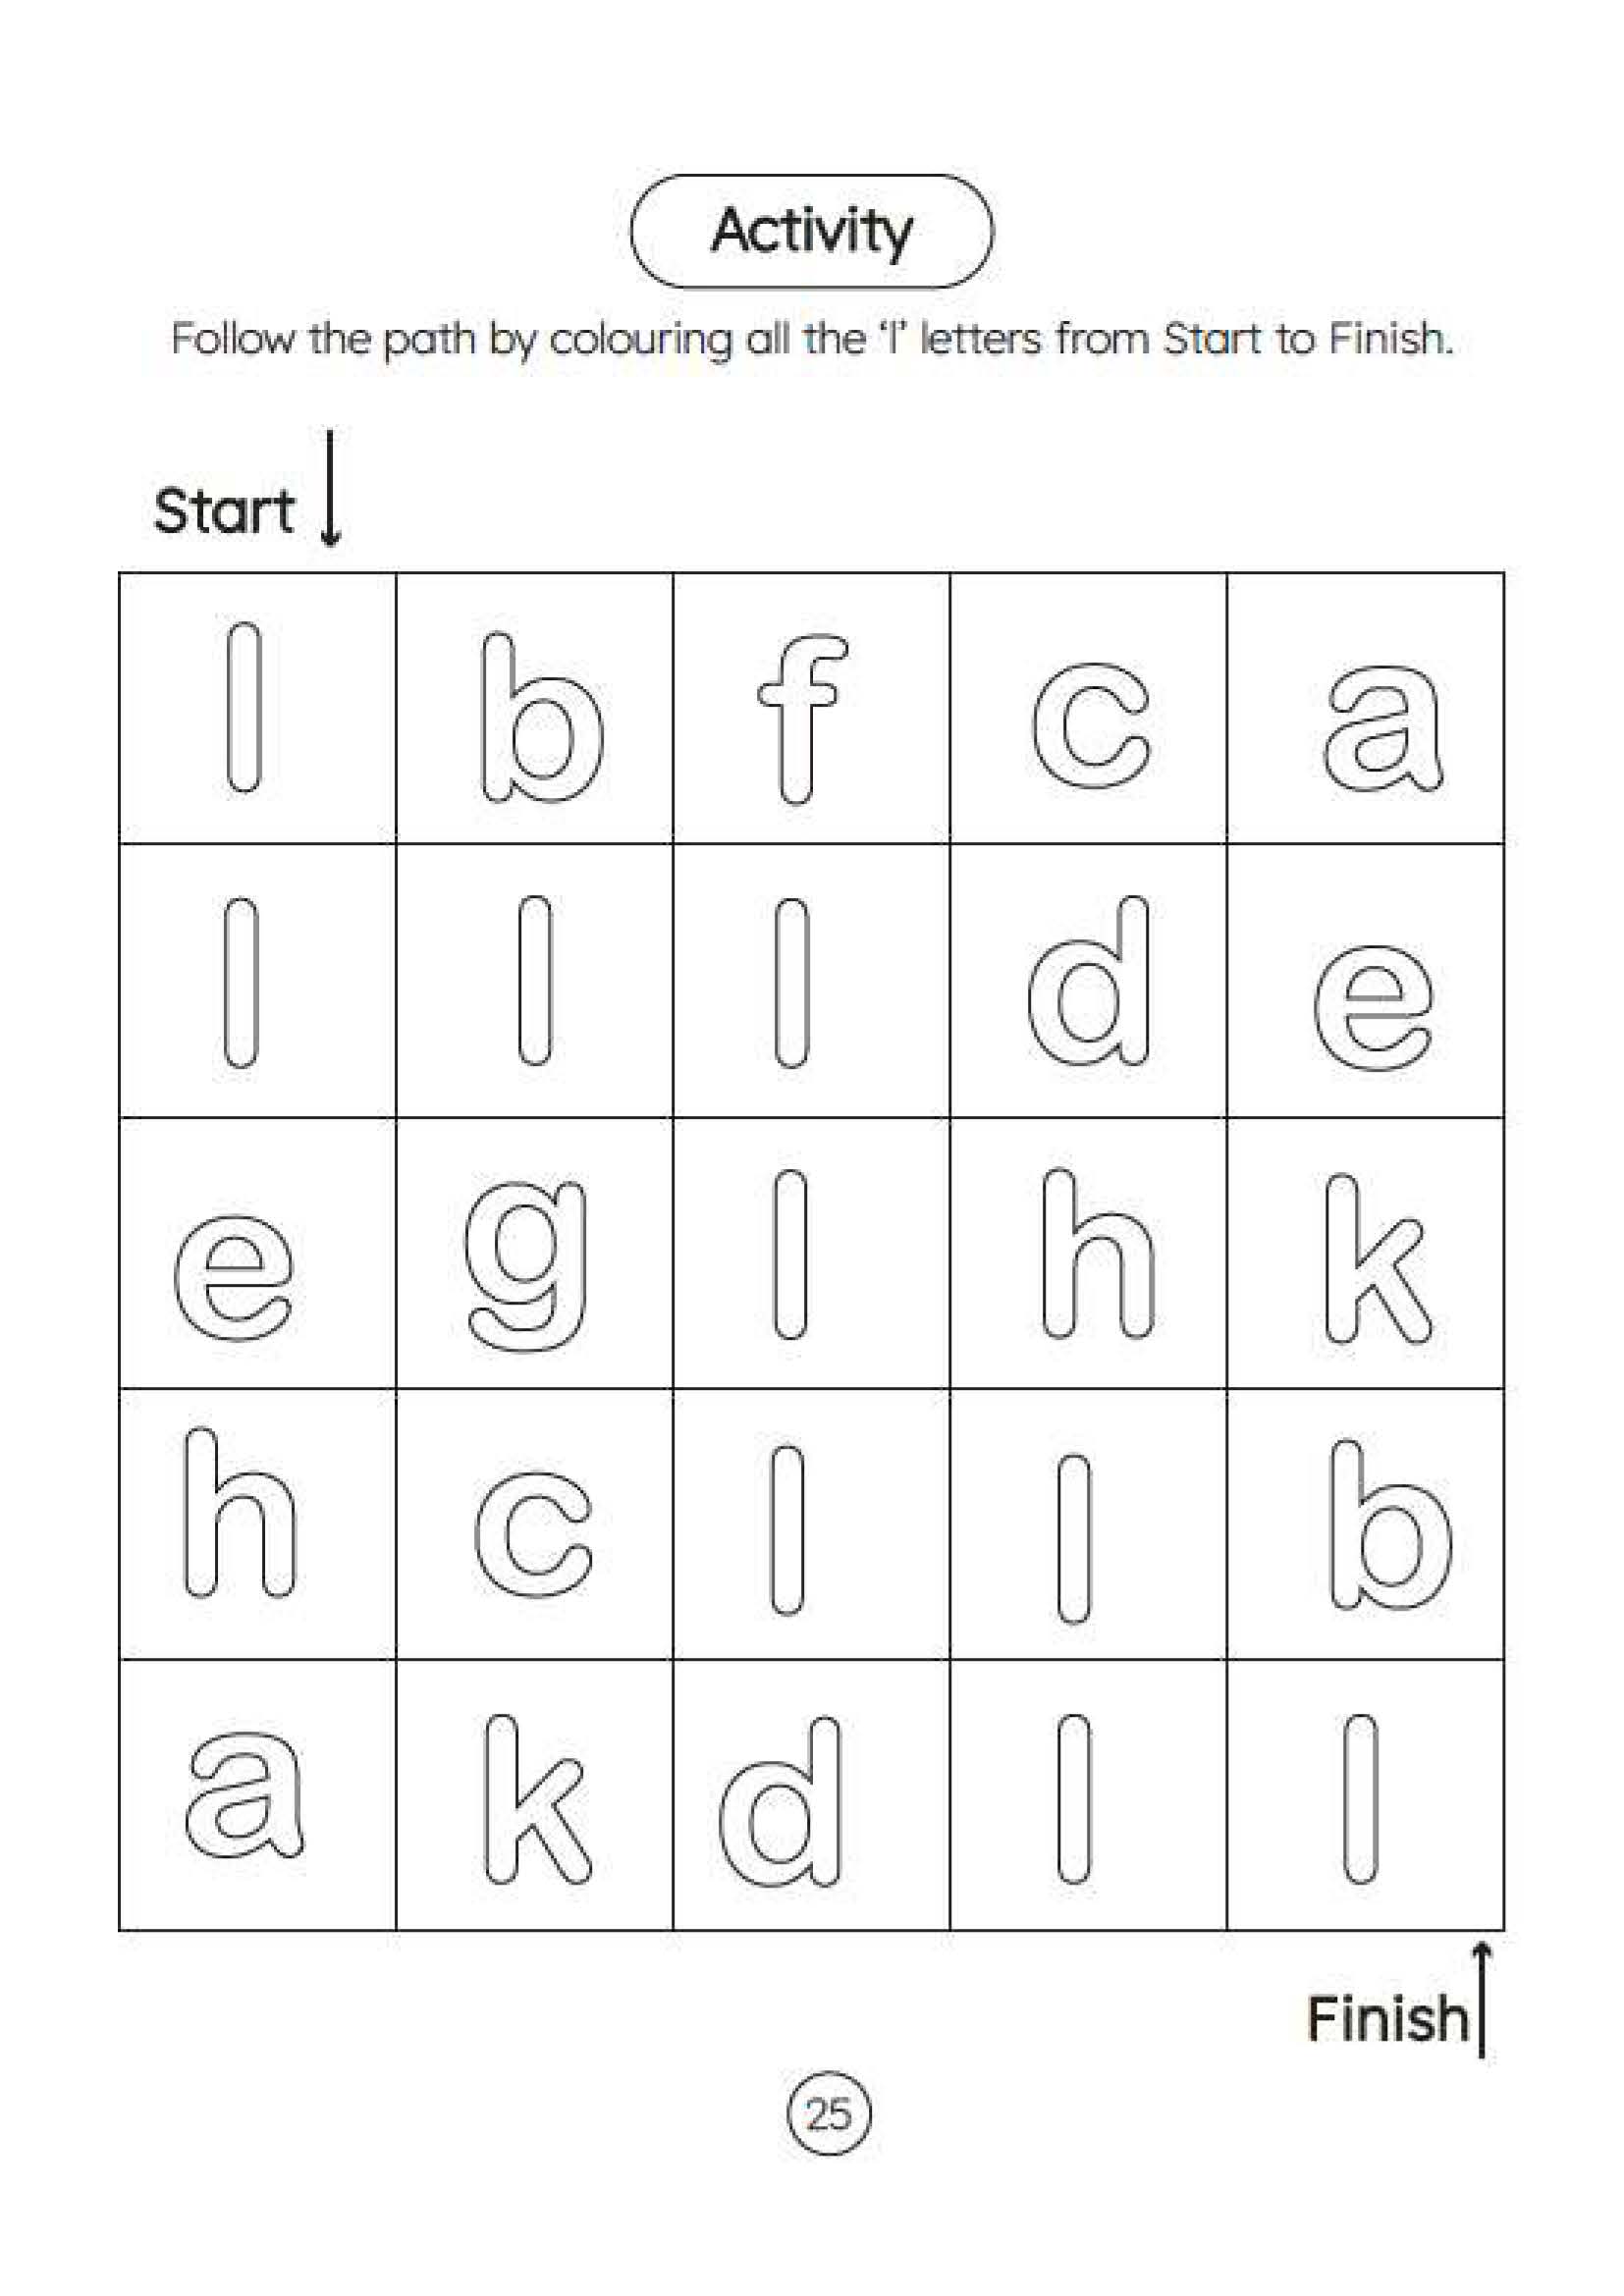 Activity
Follow the path by colouring all the ‘l’ letters from Start to Finish.
Start
l b f c a
l l l d e
e g l h k
h c l l b
a k d l l
Finish
25